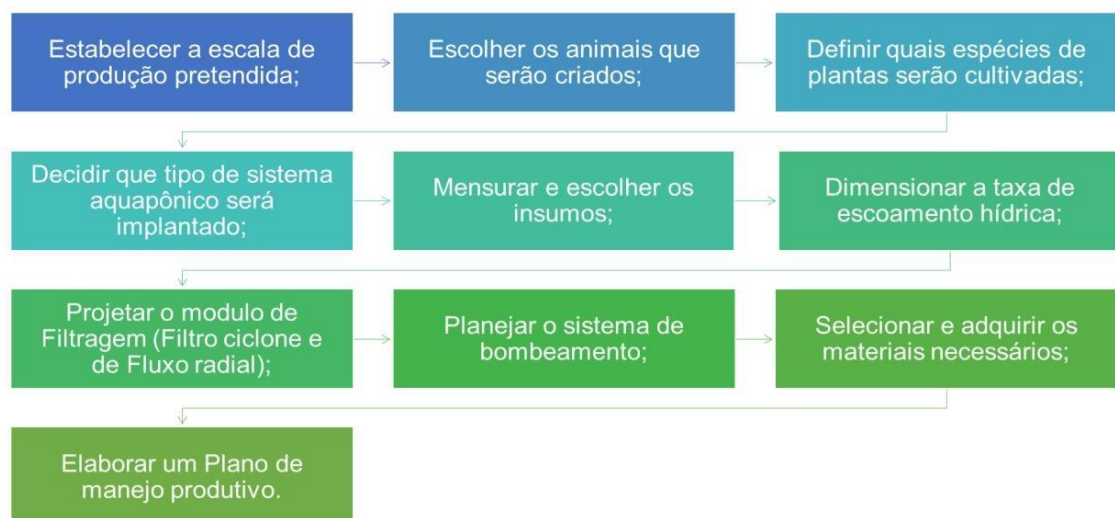 Estabelecer a escala de
produção pretendida;
Escolher os animais que
serão criados;
Definir quais espécies de
plantas serão cultivadas;
Decidir que tipo de sistema
aquapônico será
implantado;
Mensurar e escolher os
insumos;
Dimensionar a taxa de
escoamento hídrica;
Projetar o modulo de
Filtragem (Filtro ciclone e
de Fluxo radial);
Planejar o sistema de
bombeamento;
Selecionar e adquirir os
materiais necessários;
Elaborar um Plano de
manejo produtivo.